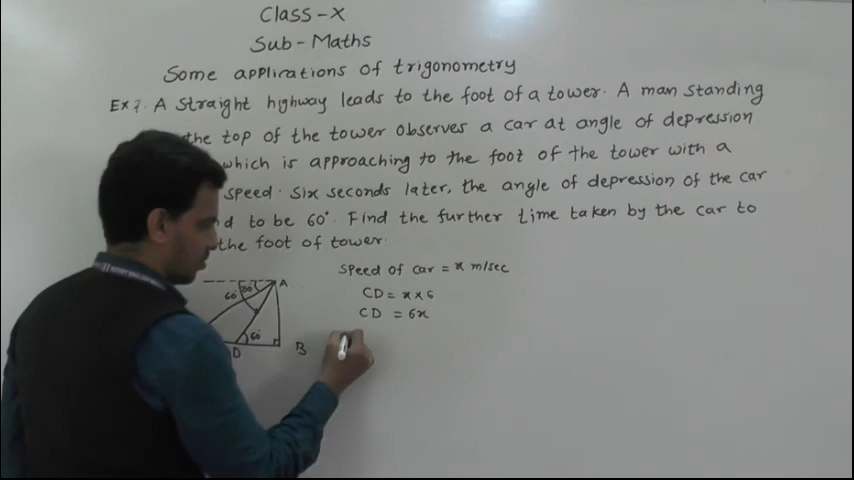 Class-X
Sub-Maths
Some applications of trigonometry
Ex 7. A straight highway leads to the foot of a tower. A man standing
the top of the tower observes a car at angle of depression
which is approaching to the foot of the tower with a
speed. Six seconds later, the angle of depression of the car
d to be 60°. Find the further time taken by the car to
the foot of tower.
Speed of car = x m/sec
A
60° 30°
CD = x × 6
CD = 6x
60°
D B